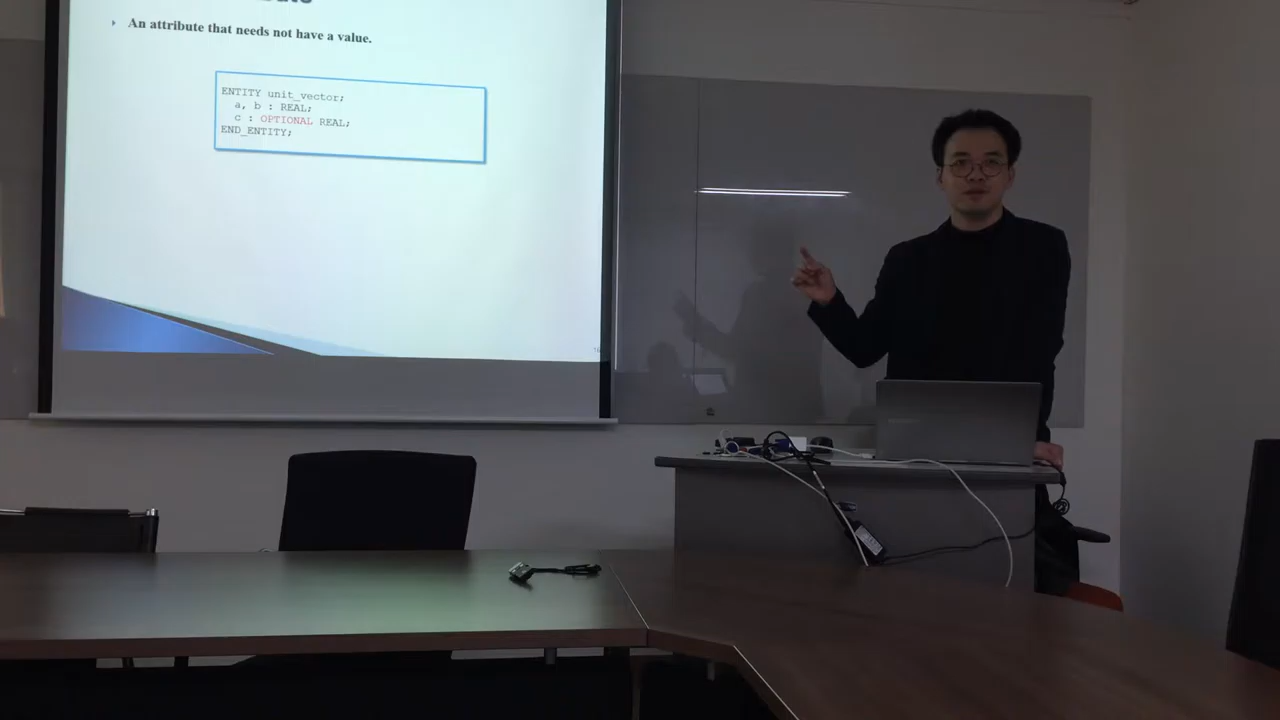 An attribute that needs not have a value.
ENTITY unit_vector;
a, b : REAL;
c : OPTIONAL REAL;
END_ENTITY;